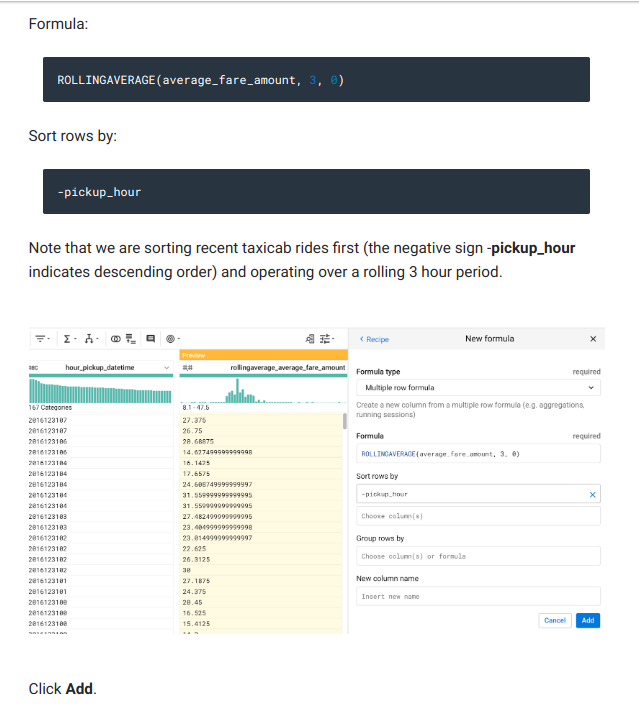 Formula:
ROLLINGAVERAGE(average_fare_amount, 3, 0)
Sort rows by:
-pickup_hour
Note that we are sorting recent taxicab rides first (the negative sign -pickup_hour
indicates descending order) and operating over a rolling 3 hour period.
Recipe
New formula
Preview
hour_pickup_datetime
#.#
rollingaverage_average_fare_amount
167 Categories
8.1 - 47.5
2016123107 27.375
2016123107 26.75
2016123106 20.68875
2016123106 14.627499999999998
2016123104 16.1425
2016123104 17.6575
2016123104 24.608749999999997
2016123104 31.559999999999995
2016123104 31.559999999999995
2016123103 27.482499999999995
2016123103 23.404999999999998
2016123102 23.014999999999997
2016123102 22.625
2016123102 26.3125
2016123102 30
2016123101 27.1875
2016123101 24.375
2016123100 20.45
2016123100 16.525
2016123100 15.4125
Formula type
required
Multiple row formula
Create a new column from a multiple row formula (e.g. aggregations,
running sessions)
Formula
required
ROLLINGAVERAGE(average_fare_amount, 3, 0)
Sort rows by
-pickup_hour
Choose column(s)
Group rows by
Choose column(s) or formula
New column name
Insert new name
Cancel
Add
Click Add.